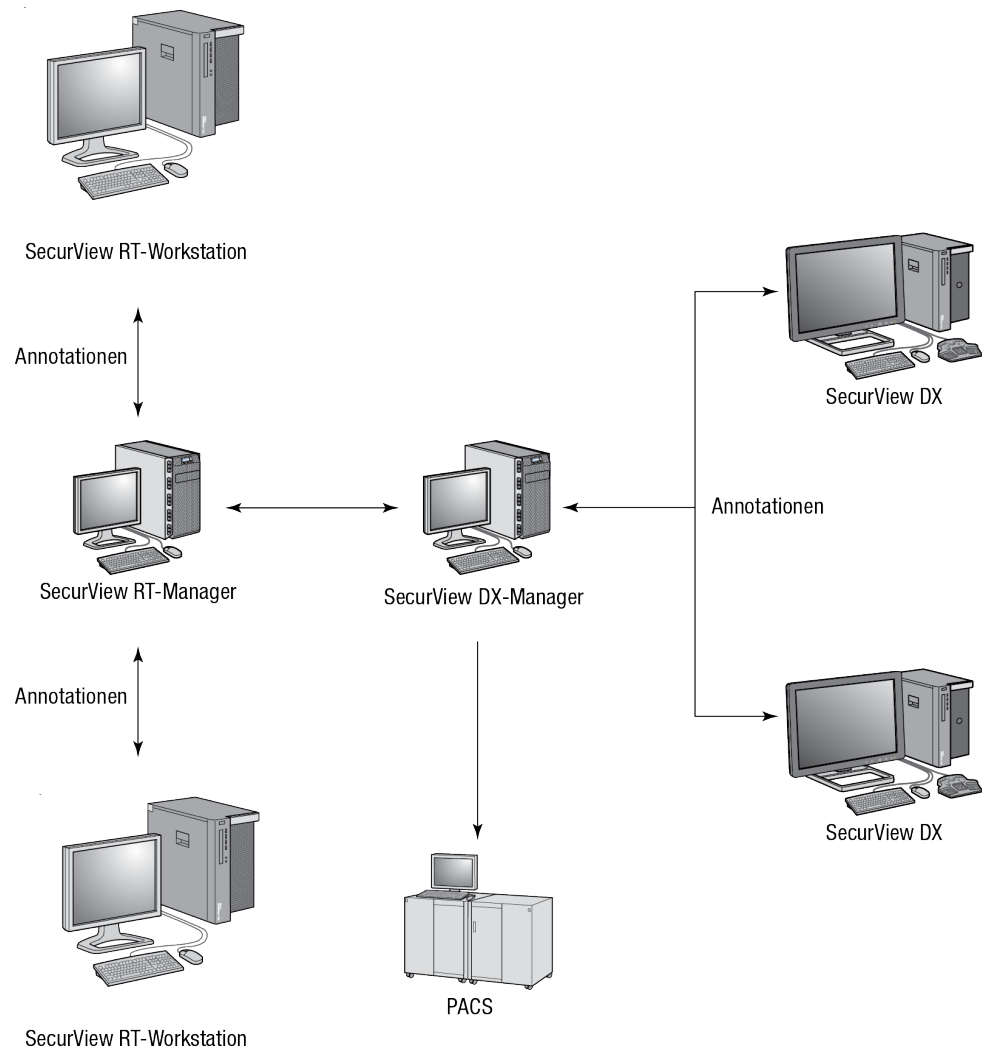 SecurView RT-Workstation
SecurView DX
Annotationen
Annotationen
SecurView RT-Manager
SecurView DX-Manager
Annotationen
SecurView DX
PACS
SecurView RT-Workstation